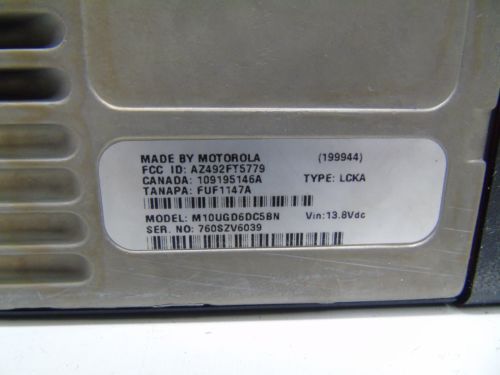 MADE BY MOTOROLA (199944)
FCC ID: AZ492FT5779
CANADA: 109195146A TYPE: LCKA
TANAPA: FUF1147A
MODEL: M10UGD6DC5BN Vin:13.8Vdc
SER. NO: 760SZV6039